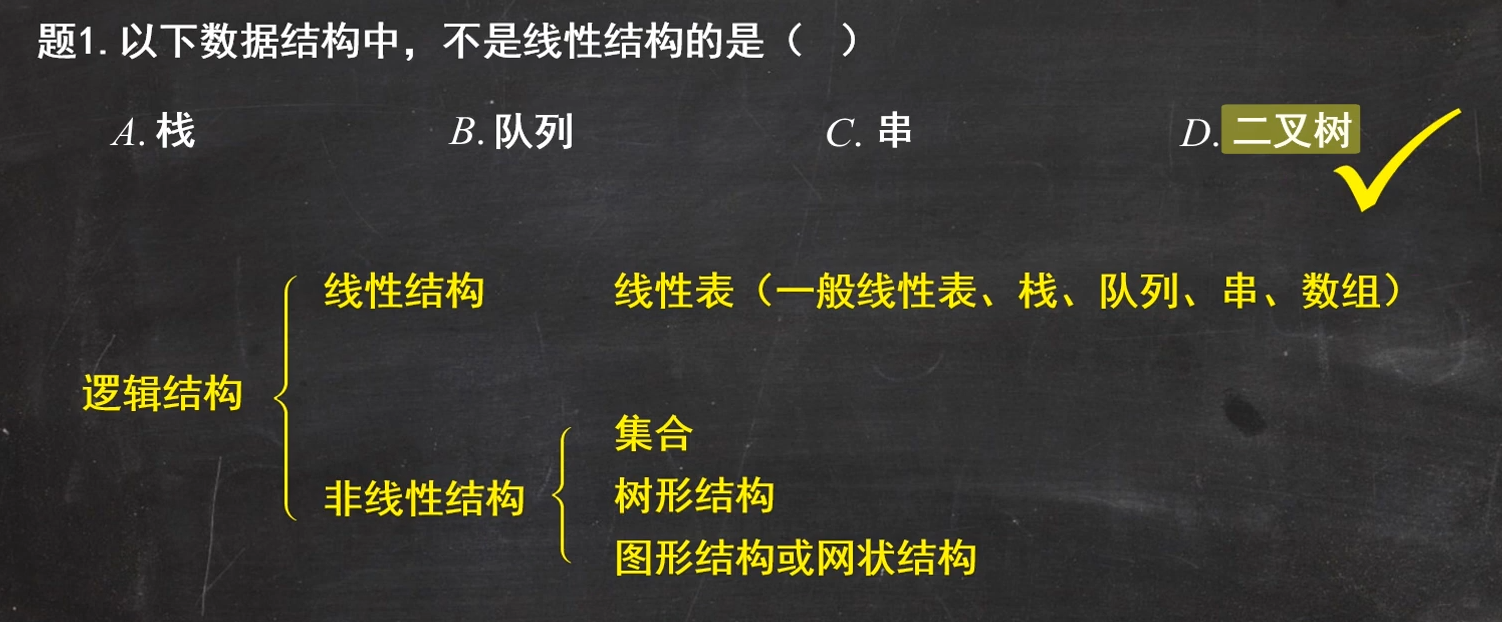 题1. 以下数据结构中，不是线性结构的是（ ）
A. 栈 B. 队列 C. 串 D. 二叉树
线性结构 线性表（一般线性表、栈、队列、串、数组）
逻辑结构
集合
非线性结构 树形结构
图形结构或网状结构